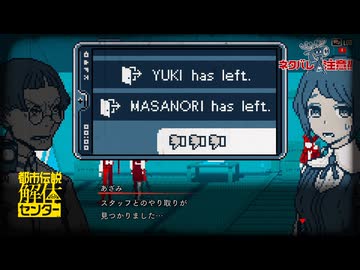 ネタバレ注意!!
YUKI has left.
MASANORI has left.
都市伝説
解体
センター
あざみ
スタッフとのやり取りが
見つかりました…